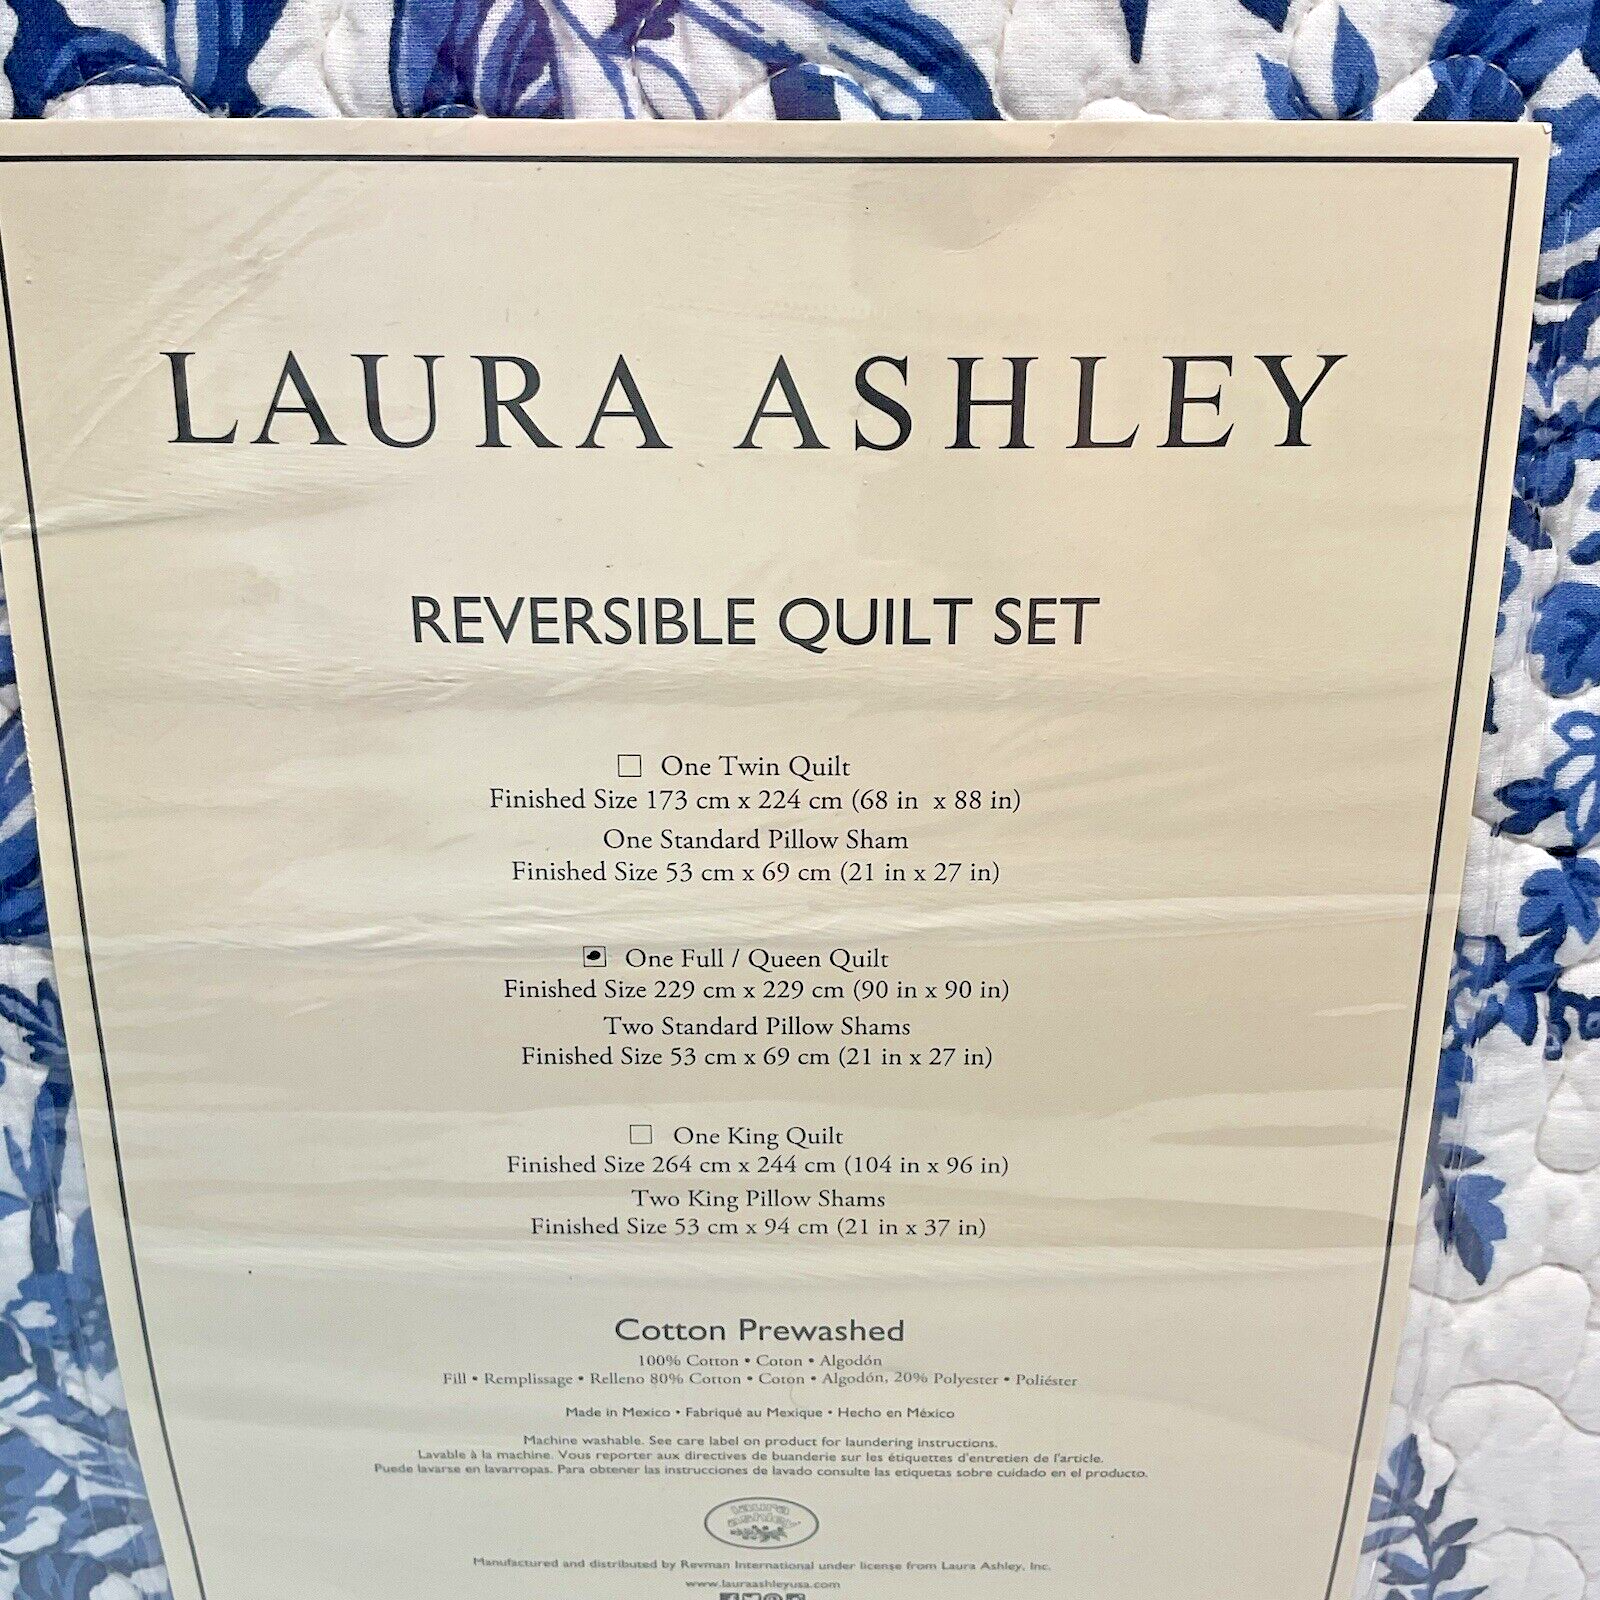 LAURA ASHLEY
REVERSIBLE QUILT SET
One Twin Quilt
Finished Size 173 cm x 224 cm (68 in x 88 in)
One Standard Pillow Sham
Finished Size 53 cm x 69 cm (21 in x 27 in)
One Full / Queen Quilt
Finished Size 229 cm x 229 cm (90 in x 90 in)
Two Standard Pillow Shams
Finished Size 53 cm x 69 cm (21 in x 27 in)
One King Quilt
Finished Size 264 cm x 244 cm (104 in x 96 in)
Two King Pillow Shams
Finished Size 53 cm x 94 cm (21 in x 37 in)
Cotton Prewashed
100% Cotton • Coton • Algodón
Fill • Remplissage • Relleno 80% Cotton • Coton • Algodón, 20% Polyester • Poliéster
Made in Mexico • Fabriqué au Mexique • Hecho en México
Machine washable. See care label on product for laundering instructions.
Lavable à la machine. Vous reporter aux directives de buanderie sur les étiquettes d'entretien de l'article.
Puede lavarse en lavarropas. Para obtener las instrucciones de lavado consulte las etiquetas sobre cuidado en el producto.
laura
ashley
Manufactured and distributed by Revman International under license from Laura Ashley, Inc.
www.lauraashleyusa.com